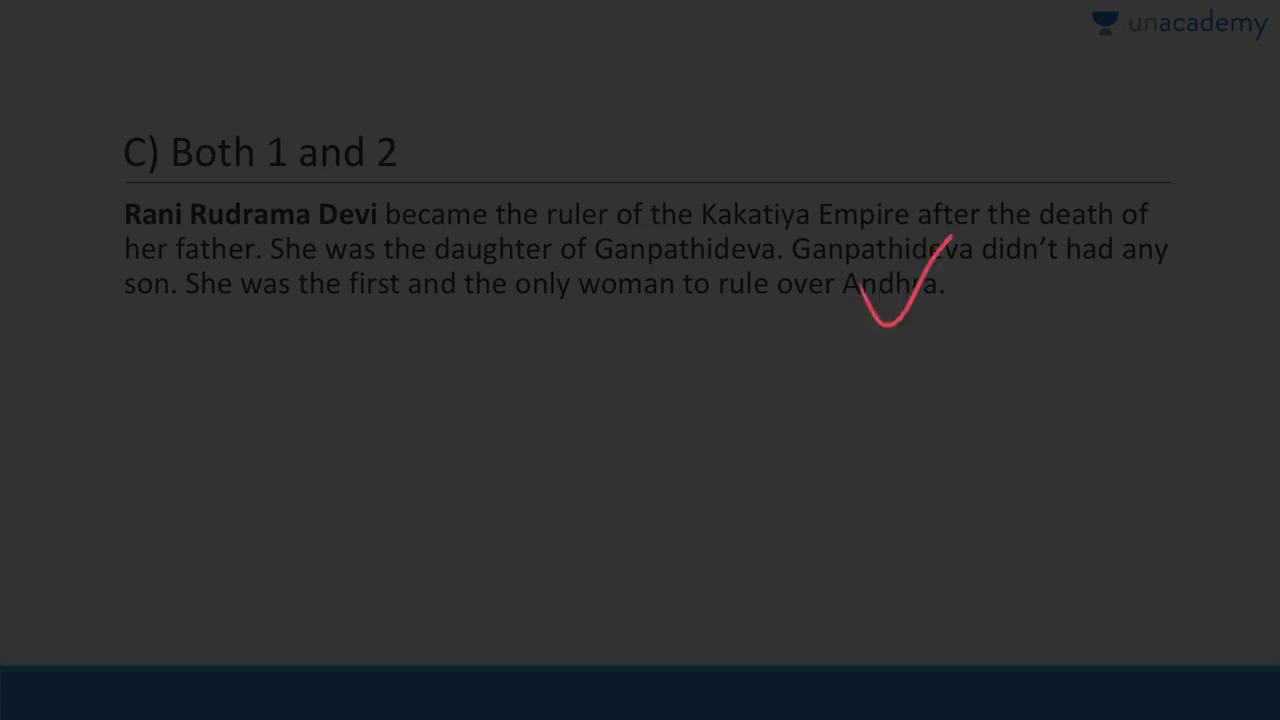 unacademy
C) Both 1 and 2
Rani Rudrama Devi became the ruler of the Kakatiya Empire after the death of
her father. She was the daughter of Ganpathideva. Ganpathideva didn’t had any
son. She was the first and the only woman to rule over Andhra.